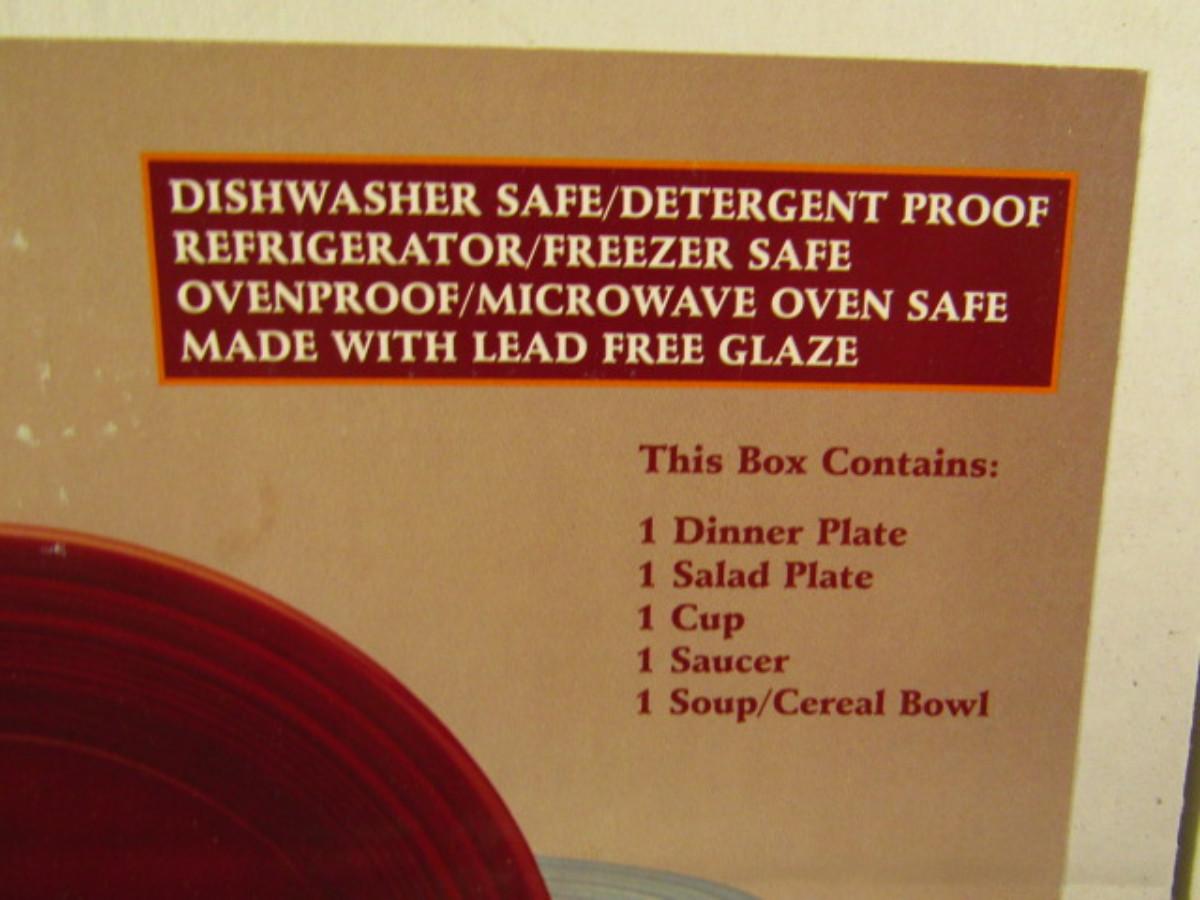 DISHWASHER SAFE/DETERGENT PROOF
REFRIGERATOR/FREEZER SAFE
OVENPROOF/MICROWAVE OVEN SAFE
MADE WITH LEAD FREE GLAZE
This Box Contains:
1 Dinner Plate
1 Salad Plate
1 Cup
1 Saucer
1 Soup/Cereal Bowl